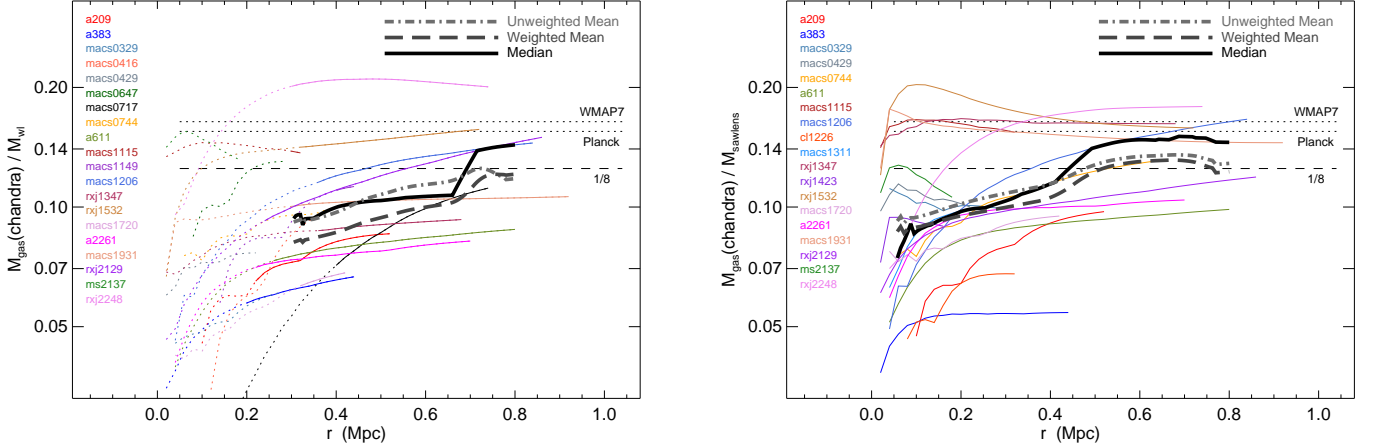 a209
a383
macs0329
macs0416
macs0429
macs0647
macs0717
macs0744
a611
macs1115
macs1149
macs1206
rxj1347
rxj1532
macs1720
a2261
macs1931
rxj2129
ms2137
rxj2248
Unweighted Mean
Weighted Mean
Median
WMAP7
Planck
1/8
0.20
0.14
0.10
0.07
0.05
M_gas(chandra) / M_wl
0.0 0.2 0.4 0.6 0.8 1.0
r (Mpc)
a209
a383
macs0329
macs0429
macs0744
a611
macs1115
macs1206
cl1226
macs1311
rxj1347
rxj1423
rxj1532
macs1720
a2261
macs1931
rxj2129
ms2137
rxj2248
Unweighted Mean
Weighted Mean
Median
WMAP7
Planck
1/8
0.20
0.14
0.10
0.07
0.05
M_gas(chandra) / M_sawlens
0.0 0.2 0.4 0.6 0.8 1.0
r (Mpc)